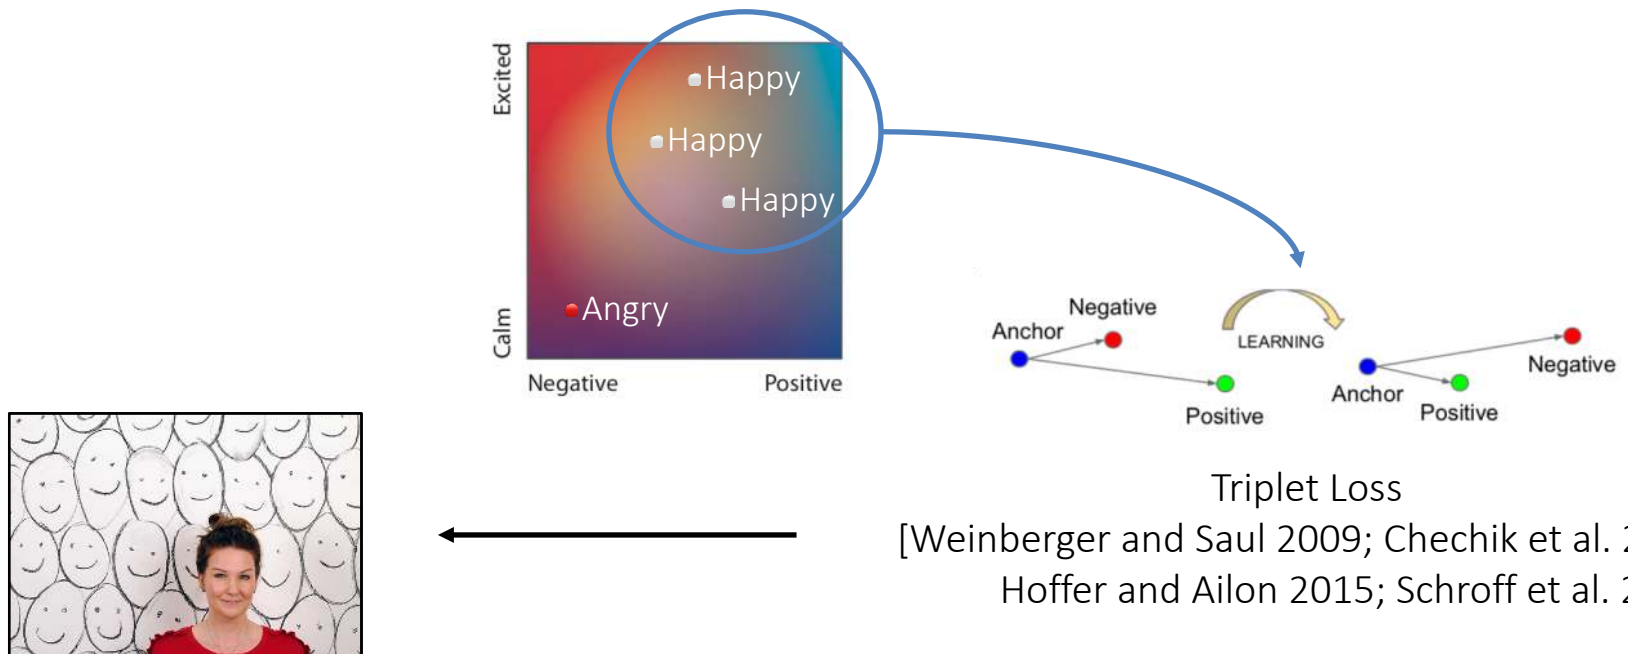 Excited
Happy
Happy
Happy
Angry
Calm
Negative
Positive
Negative
Anchor
LEARNING
Positive
Anchor
Positive
Negative
Triplet Loss
[Weinberger and Saul 2009; Chechik et al.
Hoffer and Ailon 2015; Schroff et al.